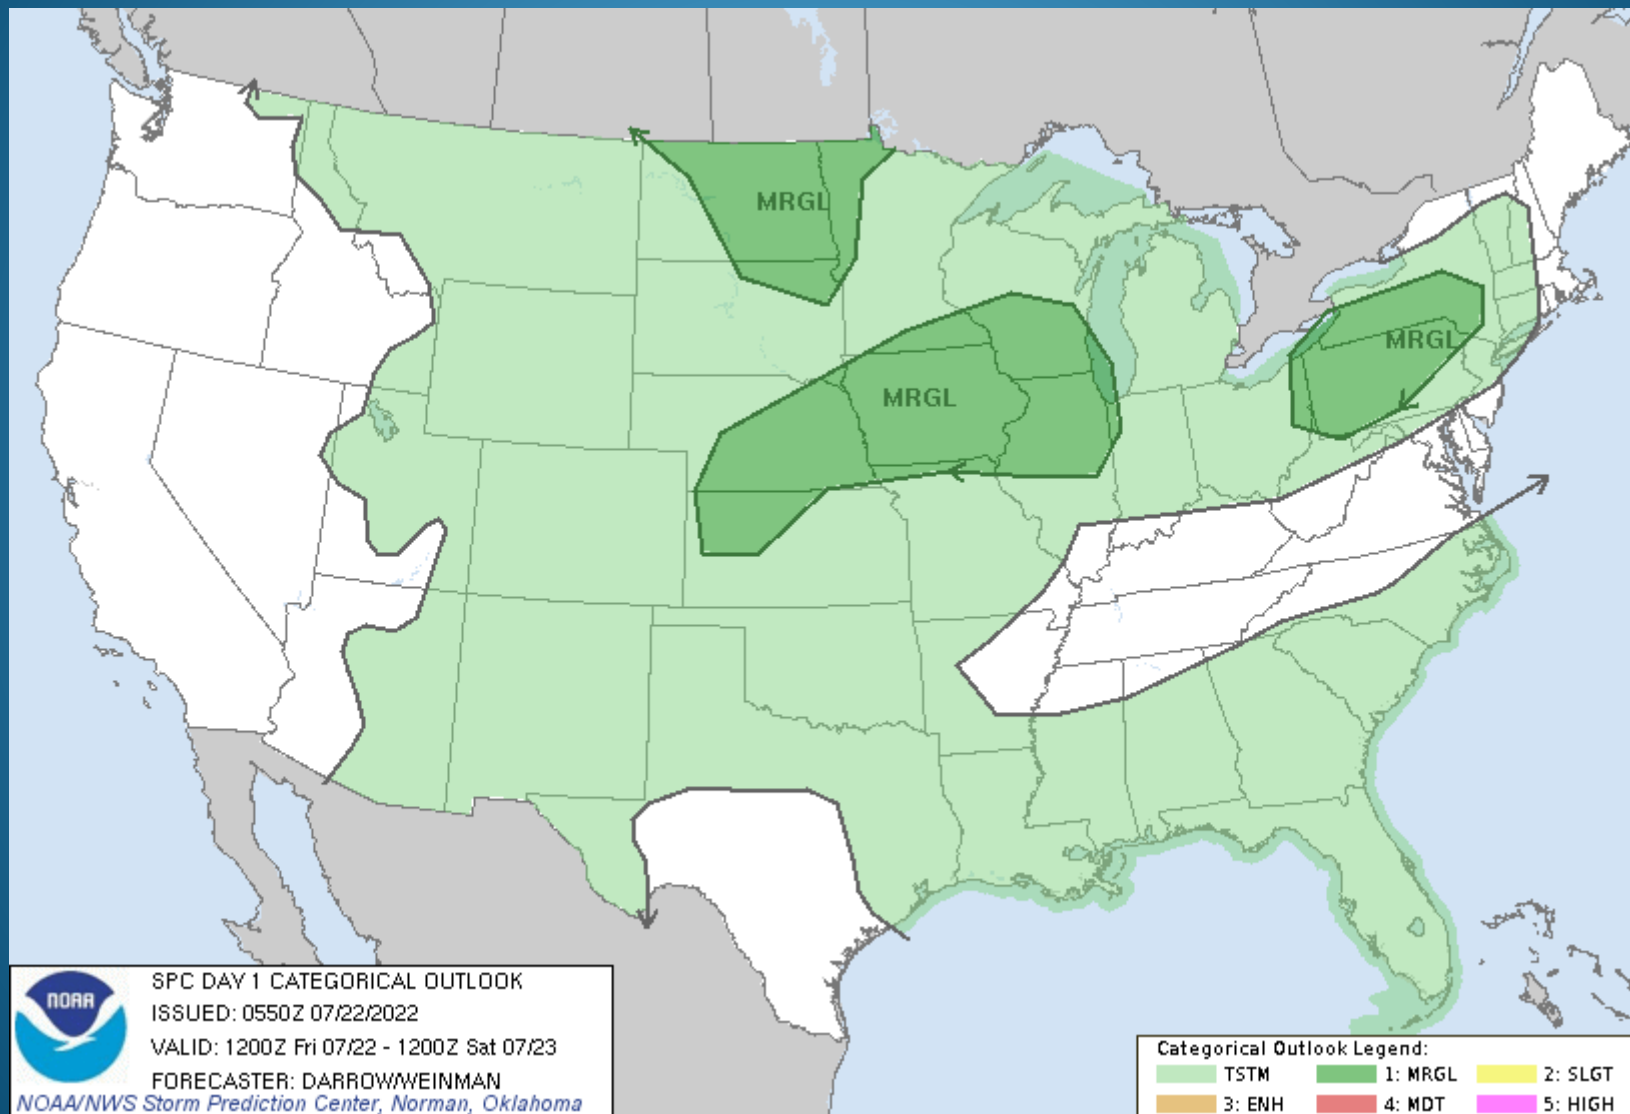 MRGL
MRGL
MRGL
NOAA
SPC DAY 1 CATEGORICAL OUTLOOK
ISSUED: 0550Z 07/22/2022
VALID: 1200Z Fri 07/22 - 1200Z Sat 07/23
FORECASTER: DARROW/WEINMAN
NOAA/NWS Storm Prediction Center, Norman, Oklahoma
Categorical Outlook Legend:
TSTM 1: MRGL 2: SLGT
3: ENH 4: MDT 5: HIGH